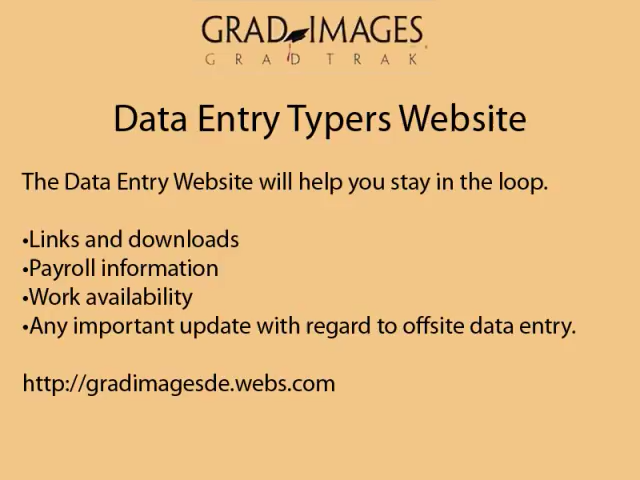 GRAD IMAGES
GRADTRAK
Data Entry Typers Website
The Data Entry Website will help you stay in the loop.
•Links and downloads
•Payroll information
•Work availability
•Any important update with regard to offsite data entry.
http://gradimagesde.webs.com